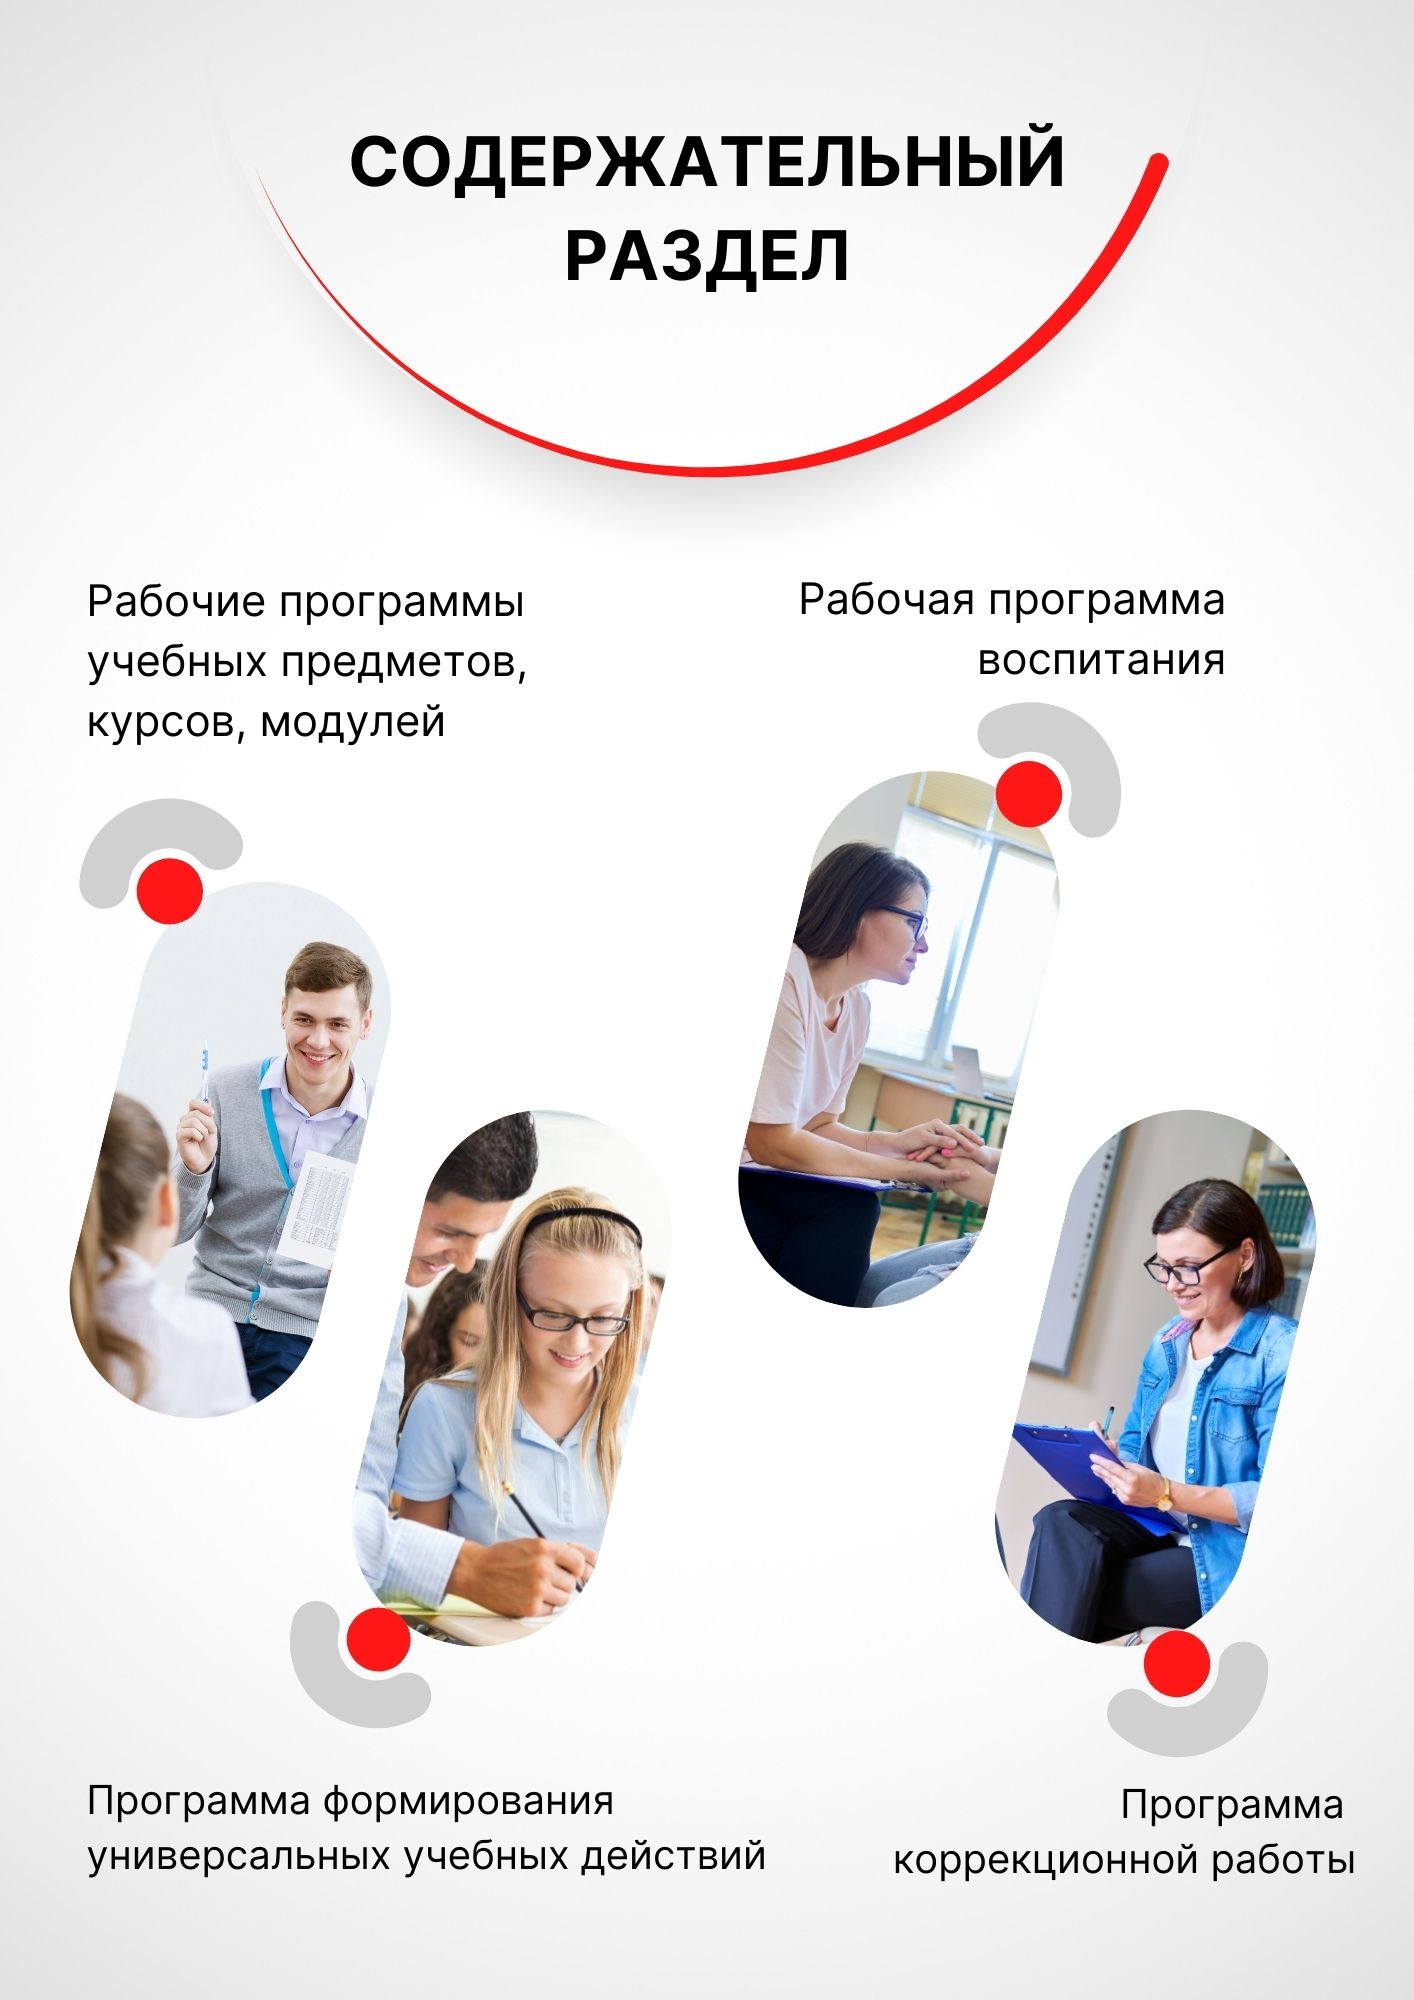 СОДЕРЖАТЕЛЬНЫЙ
РАЗДЕЛ
Рабочие программы
учебных предметов,
курсов, модулей
Рабочая программа
воспитания
Программа формирования
универсальных учебных действий
Программа
коррекционной работы